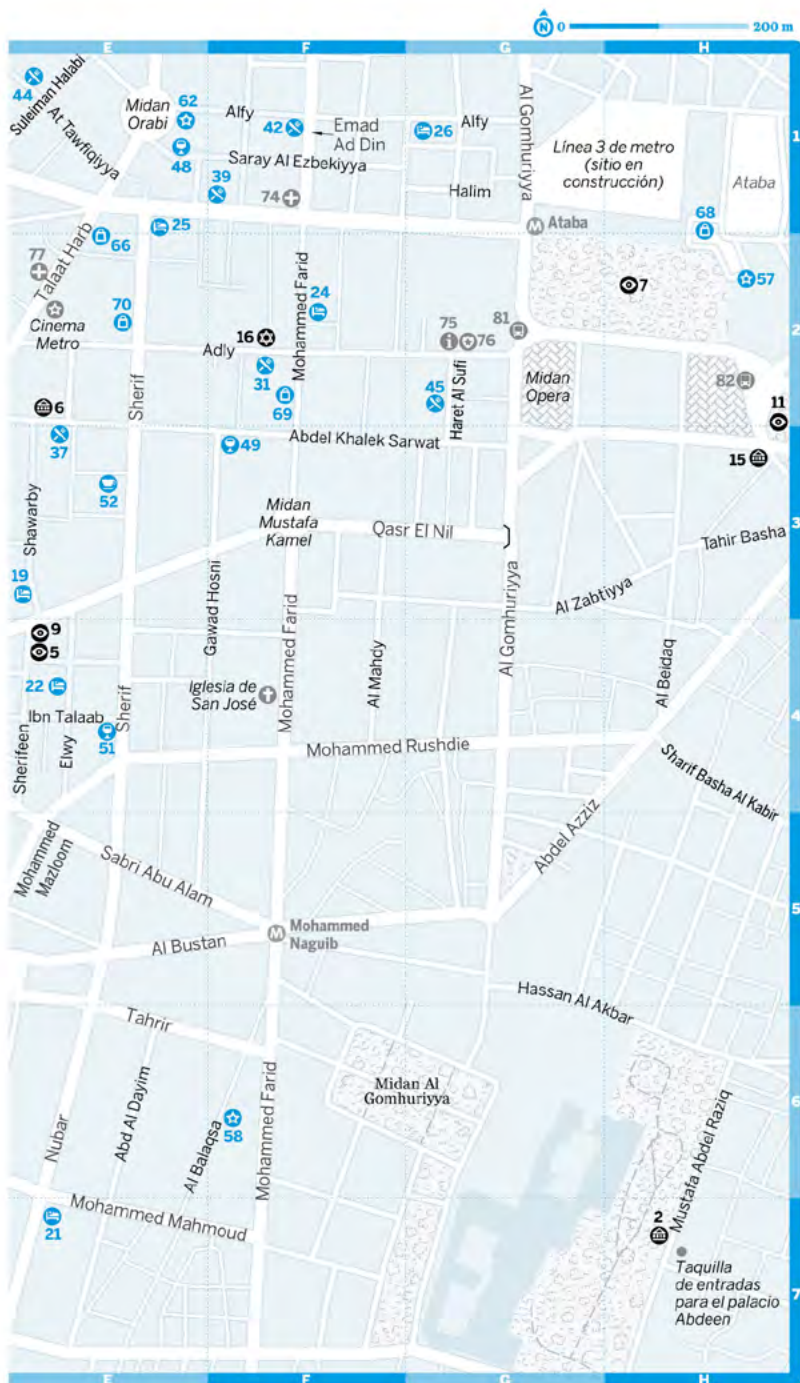 N 0 200 m
E F G H
44
Suleiman Halabi
At Tawfiqiyya
Midan
Orabi
62
48
Alfy
42
Emad
Ad Din
26
Alfy
Saray Al Ezbekiyya
39
74
Halim
Al Gomhuriyya
Línea 3 de metro
(sitio en
construcción)
Ataba
1
M Ataba
68
57
7
77
Talaat Harb
66
25
70
Cinema
Metro
16
Adly
31
Mohammed Farid
24
69
75
76
81
45
Haret Al Sufi
Midan
Opera
82
11
2
6
37
Sherif
49
Abdel Khalek Sarwat
15
52
Shawarby
Midan
Mustafa
Kamel
Qasr El Nil
Tahir Basha
3
19
Al Zabtiyya
9
5
22
Gawad Hosni
Mohammed Farid
Al Mahdy
Al Gomhuriyya
Al Beidaq
Iglesia de
San José
Ibn Talaab
51
Sherif
Sherifeen
Elwy
Mohammed Rushdie
Sharif Basha Al Kabir
4
Mohammed
Mazloom
Sabri Abu Alam
Abdel Azziz
M Mohammed
Naguib
Al Bustan
5
Hassan Al Akbar
Tahrir
Midan Al
Gomhuriyya
Nubar
Abd Al Dayim
Al Balaqsa
58
Mohammed Farid
Mustafa Abdel Raziq
6
Mohammed Mahmoud
21
2
Taquilla
de entradas
para el palacio
Abdeen
7
E F G H